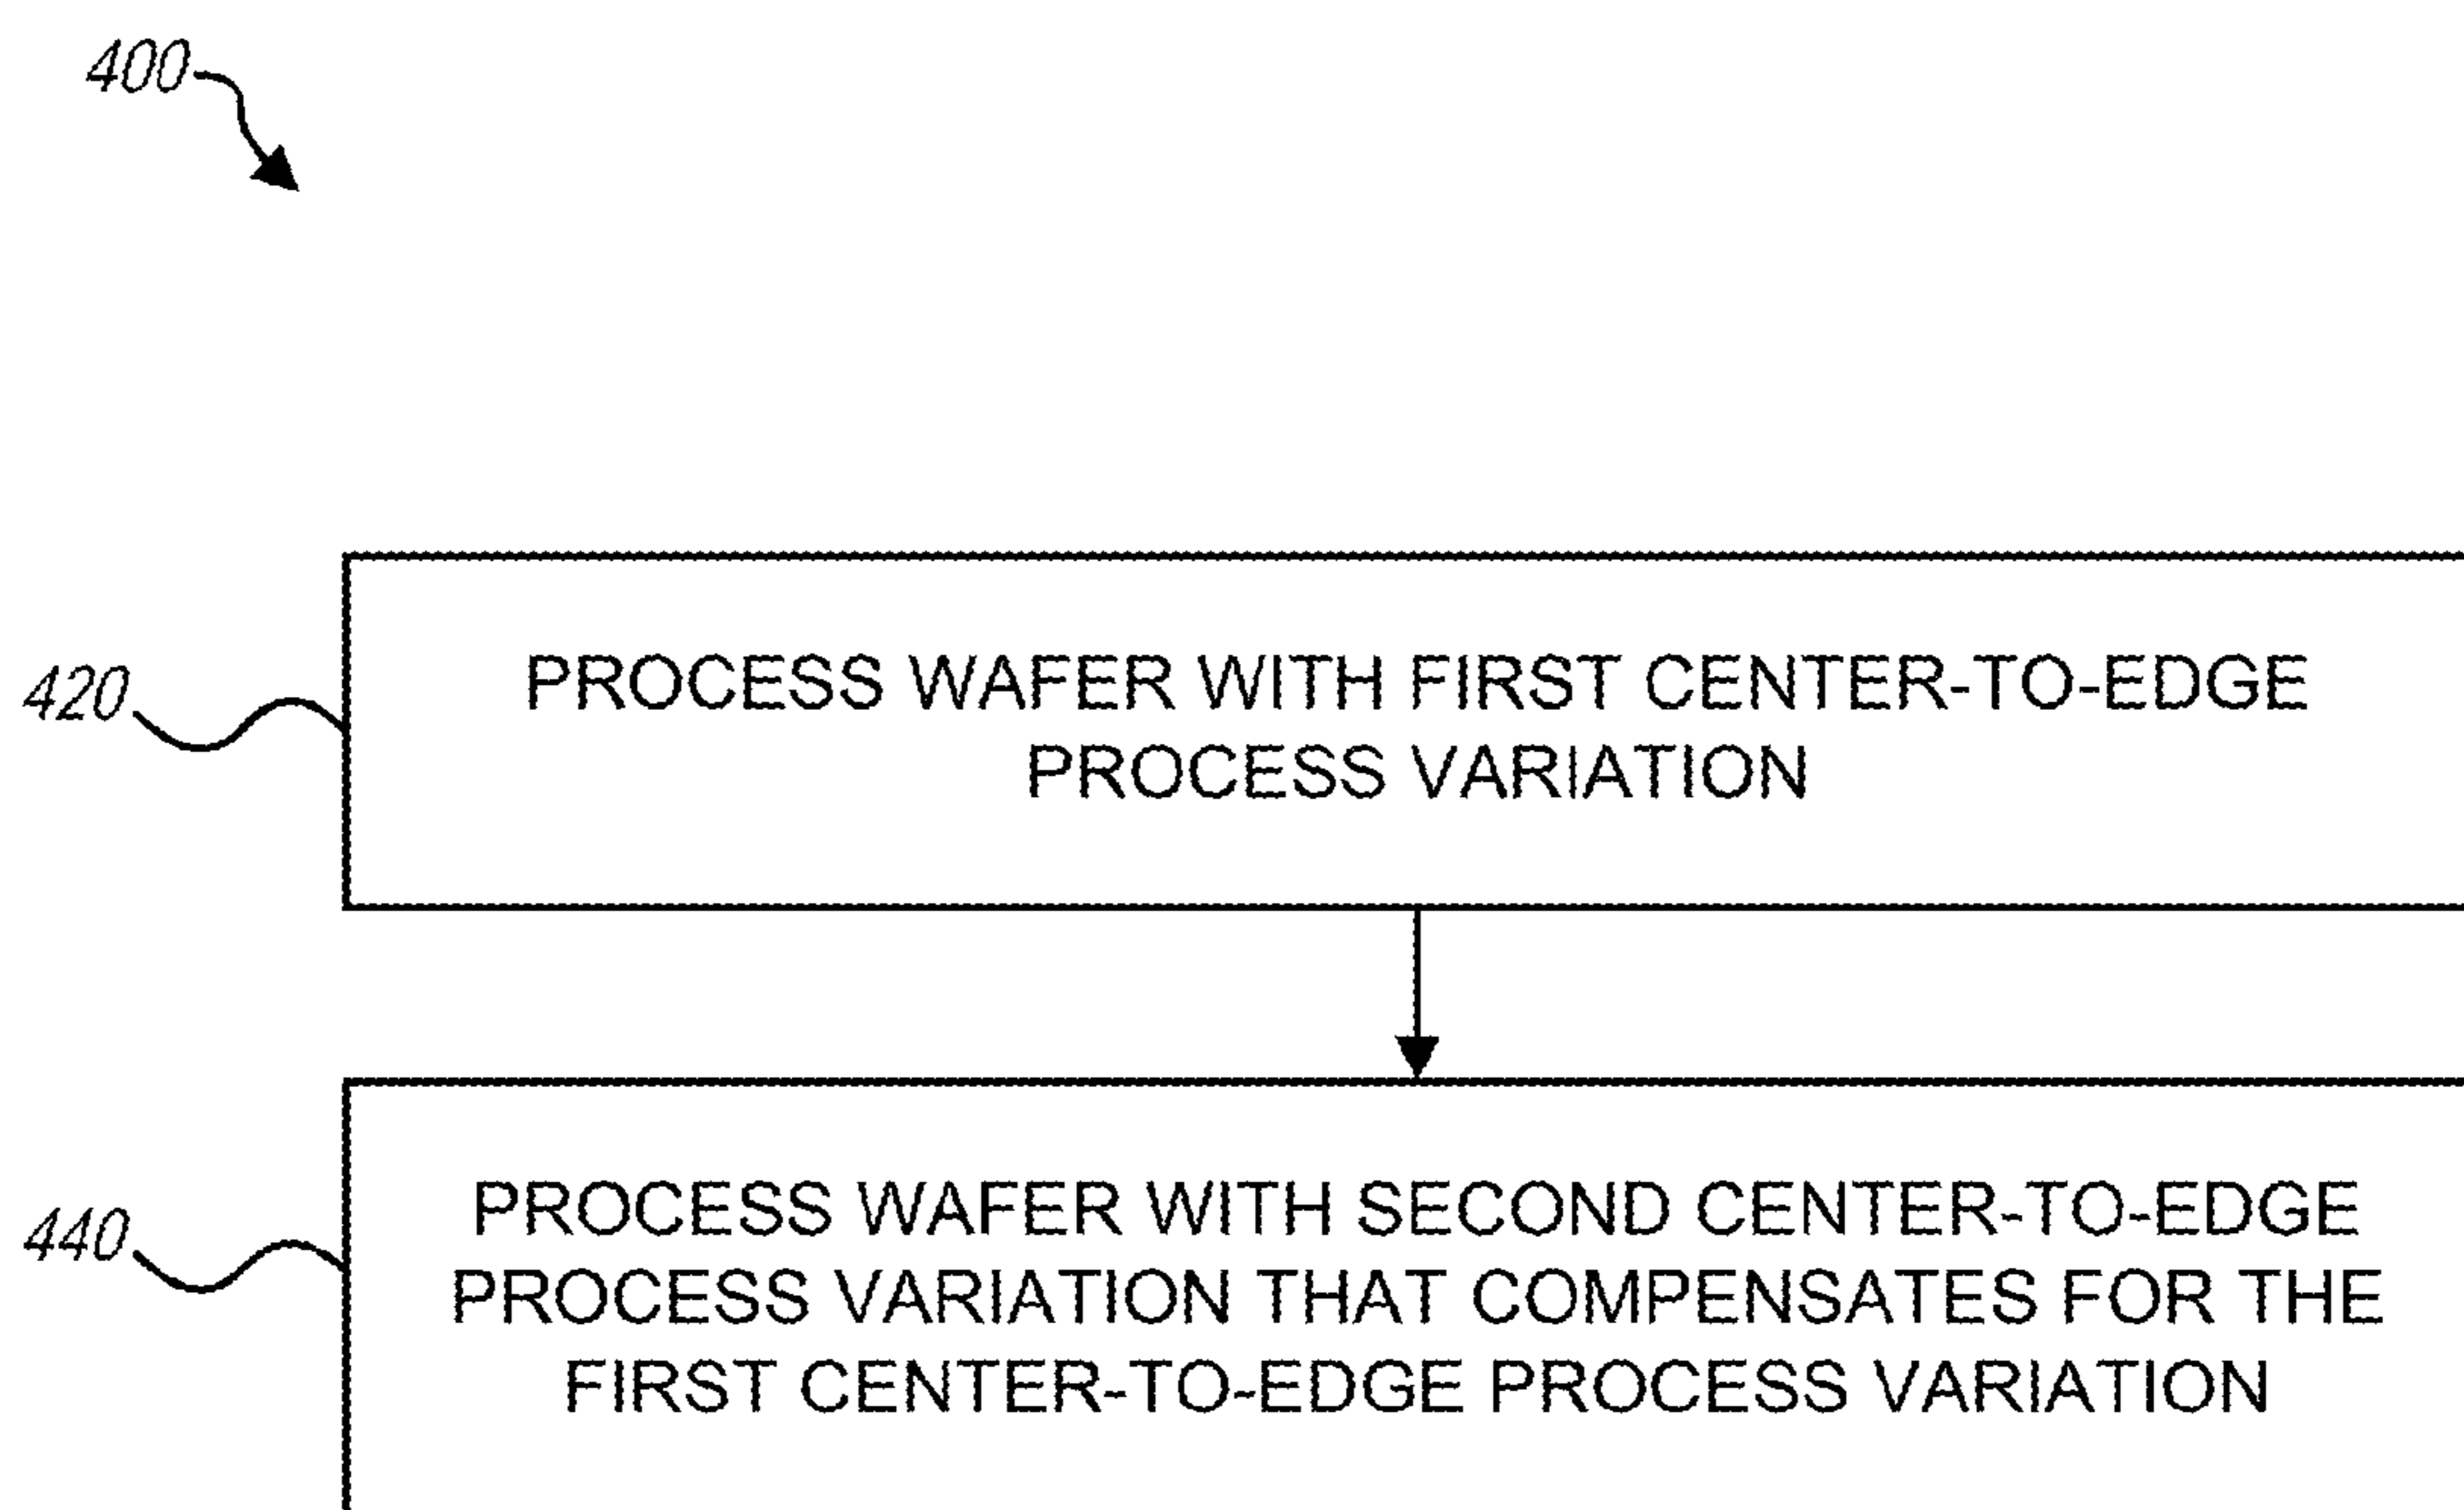 400
420
PROCESS WAFER WITH FIRST CENTER-TO-EDGE
PROCESS VARIATION
440
PROCESS WAFER WITH SECOND CENTER-TO-EDGE
PROCESS VARIATION THAT COMPENSATES FOR THE
FIRST CENTER-TO-EDGE PROCESS VARIATION